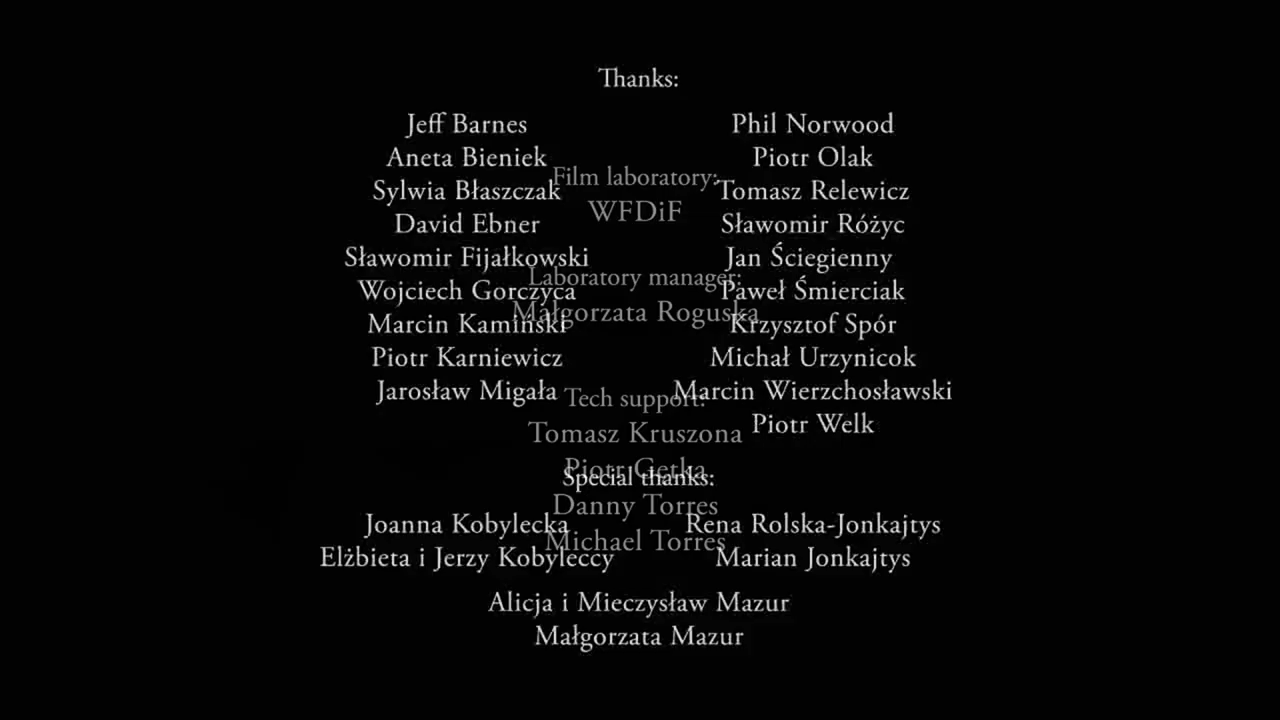 Thanks:
Jeff Barnes
Aneta Bieniek
Sylwia Błaszczak
David Ebner
Sławomir Fijałkowski
Wojciech Gorczyca
Marcin Kamiński
Piotr Karniewicz
Jarosław Migała
Phil Norwood
Piotr Olak
Tomasz Relewicz
Sławomir Różyc
Jan Ściegienny
Paweł Śmierciak
Krzysztof Spór
Michał Urzynicok
Marcin Wierzchosławski
Piotr Welk
Special thanks:
Joanna Kobylecka
Elżbieta i Jerzy Kobyleccy
Rena Rolska-Jonkajtys
Marian Jonkajtys
Alicja i Mieczysław Mazur
Małgorzata Mazur
Film laboratory:
WFDiF
Laboratory manager:
Małgorzata Roguska
Tech support:
Tomasz Kruszona
Piotr
Danny Torres
Michael Torres